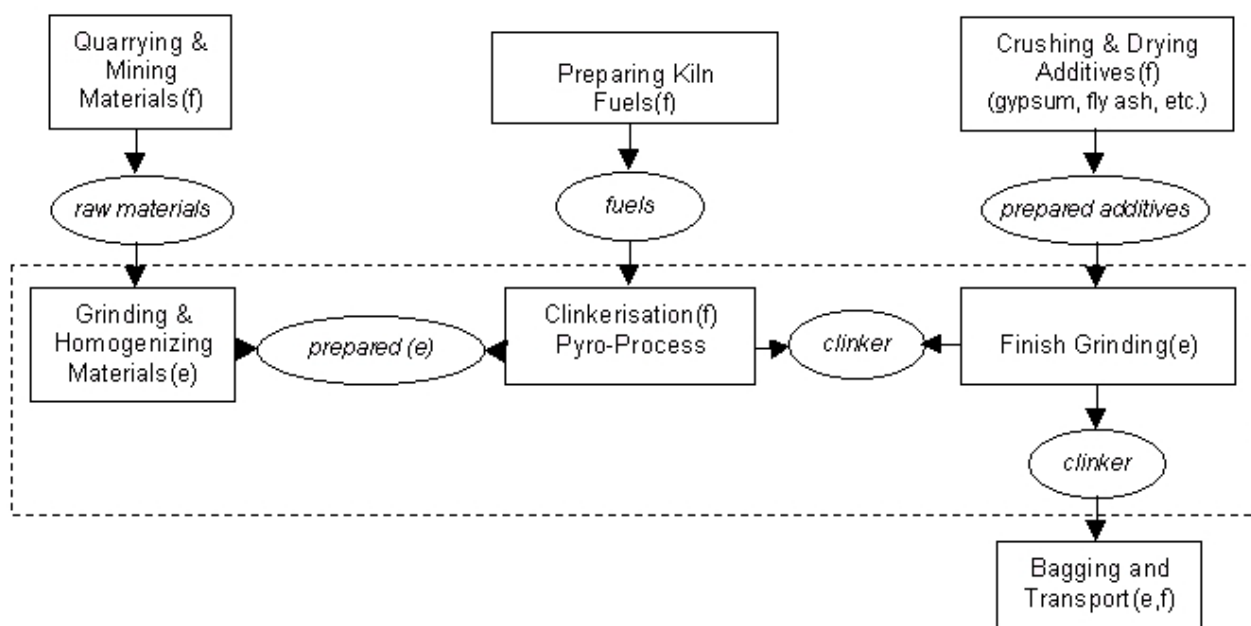 Quarrying &
Mining
Materials(f)
Preparing Kiln
Fuels(f)
Crushing & Drying
Additives(f)
(gypsum, fly ash, etc.)
raw materials
fuels
prepared additives
Grinding &
Homogenizing
Materials(e)
prepared (e)
Clinkerisation(f)
Pyro-Process
clinker
Finish Grinding(e)
clinker
Bagging and
Transport(e,f)